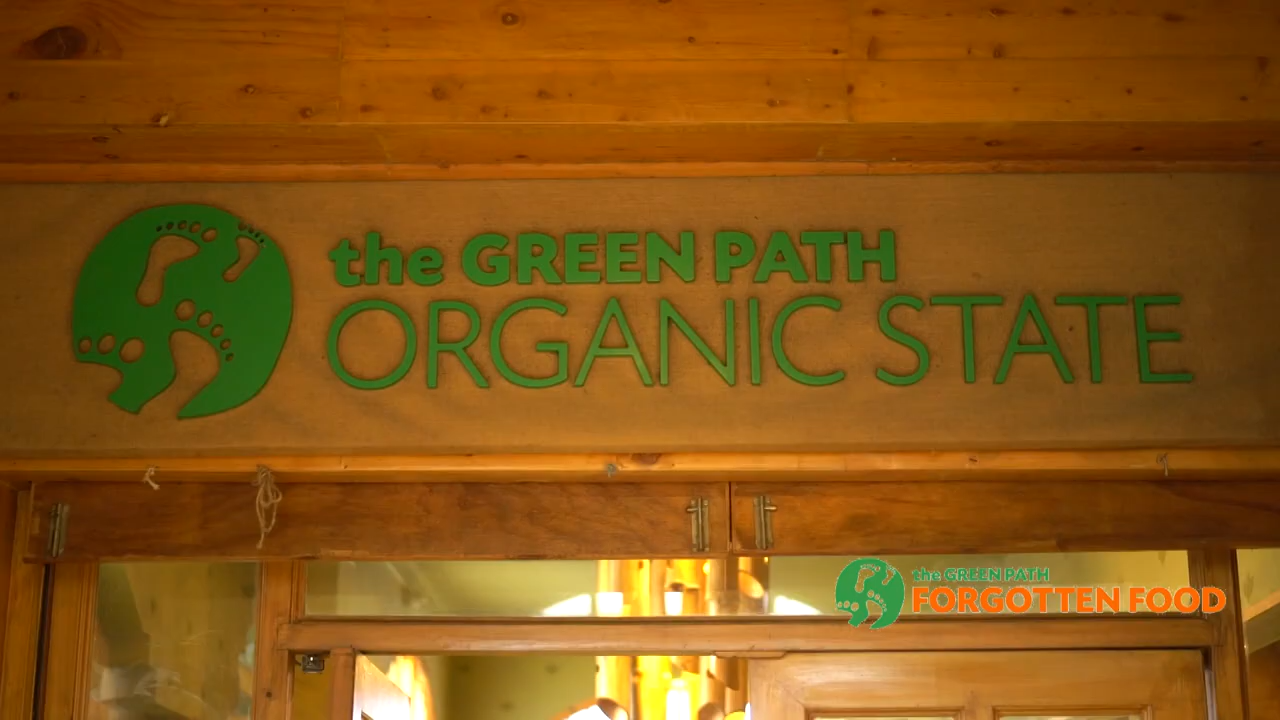 the GREEN PATH
ORGANIC STATE
the GREEN PATH
FORGOTTEN FOOD